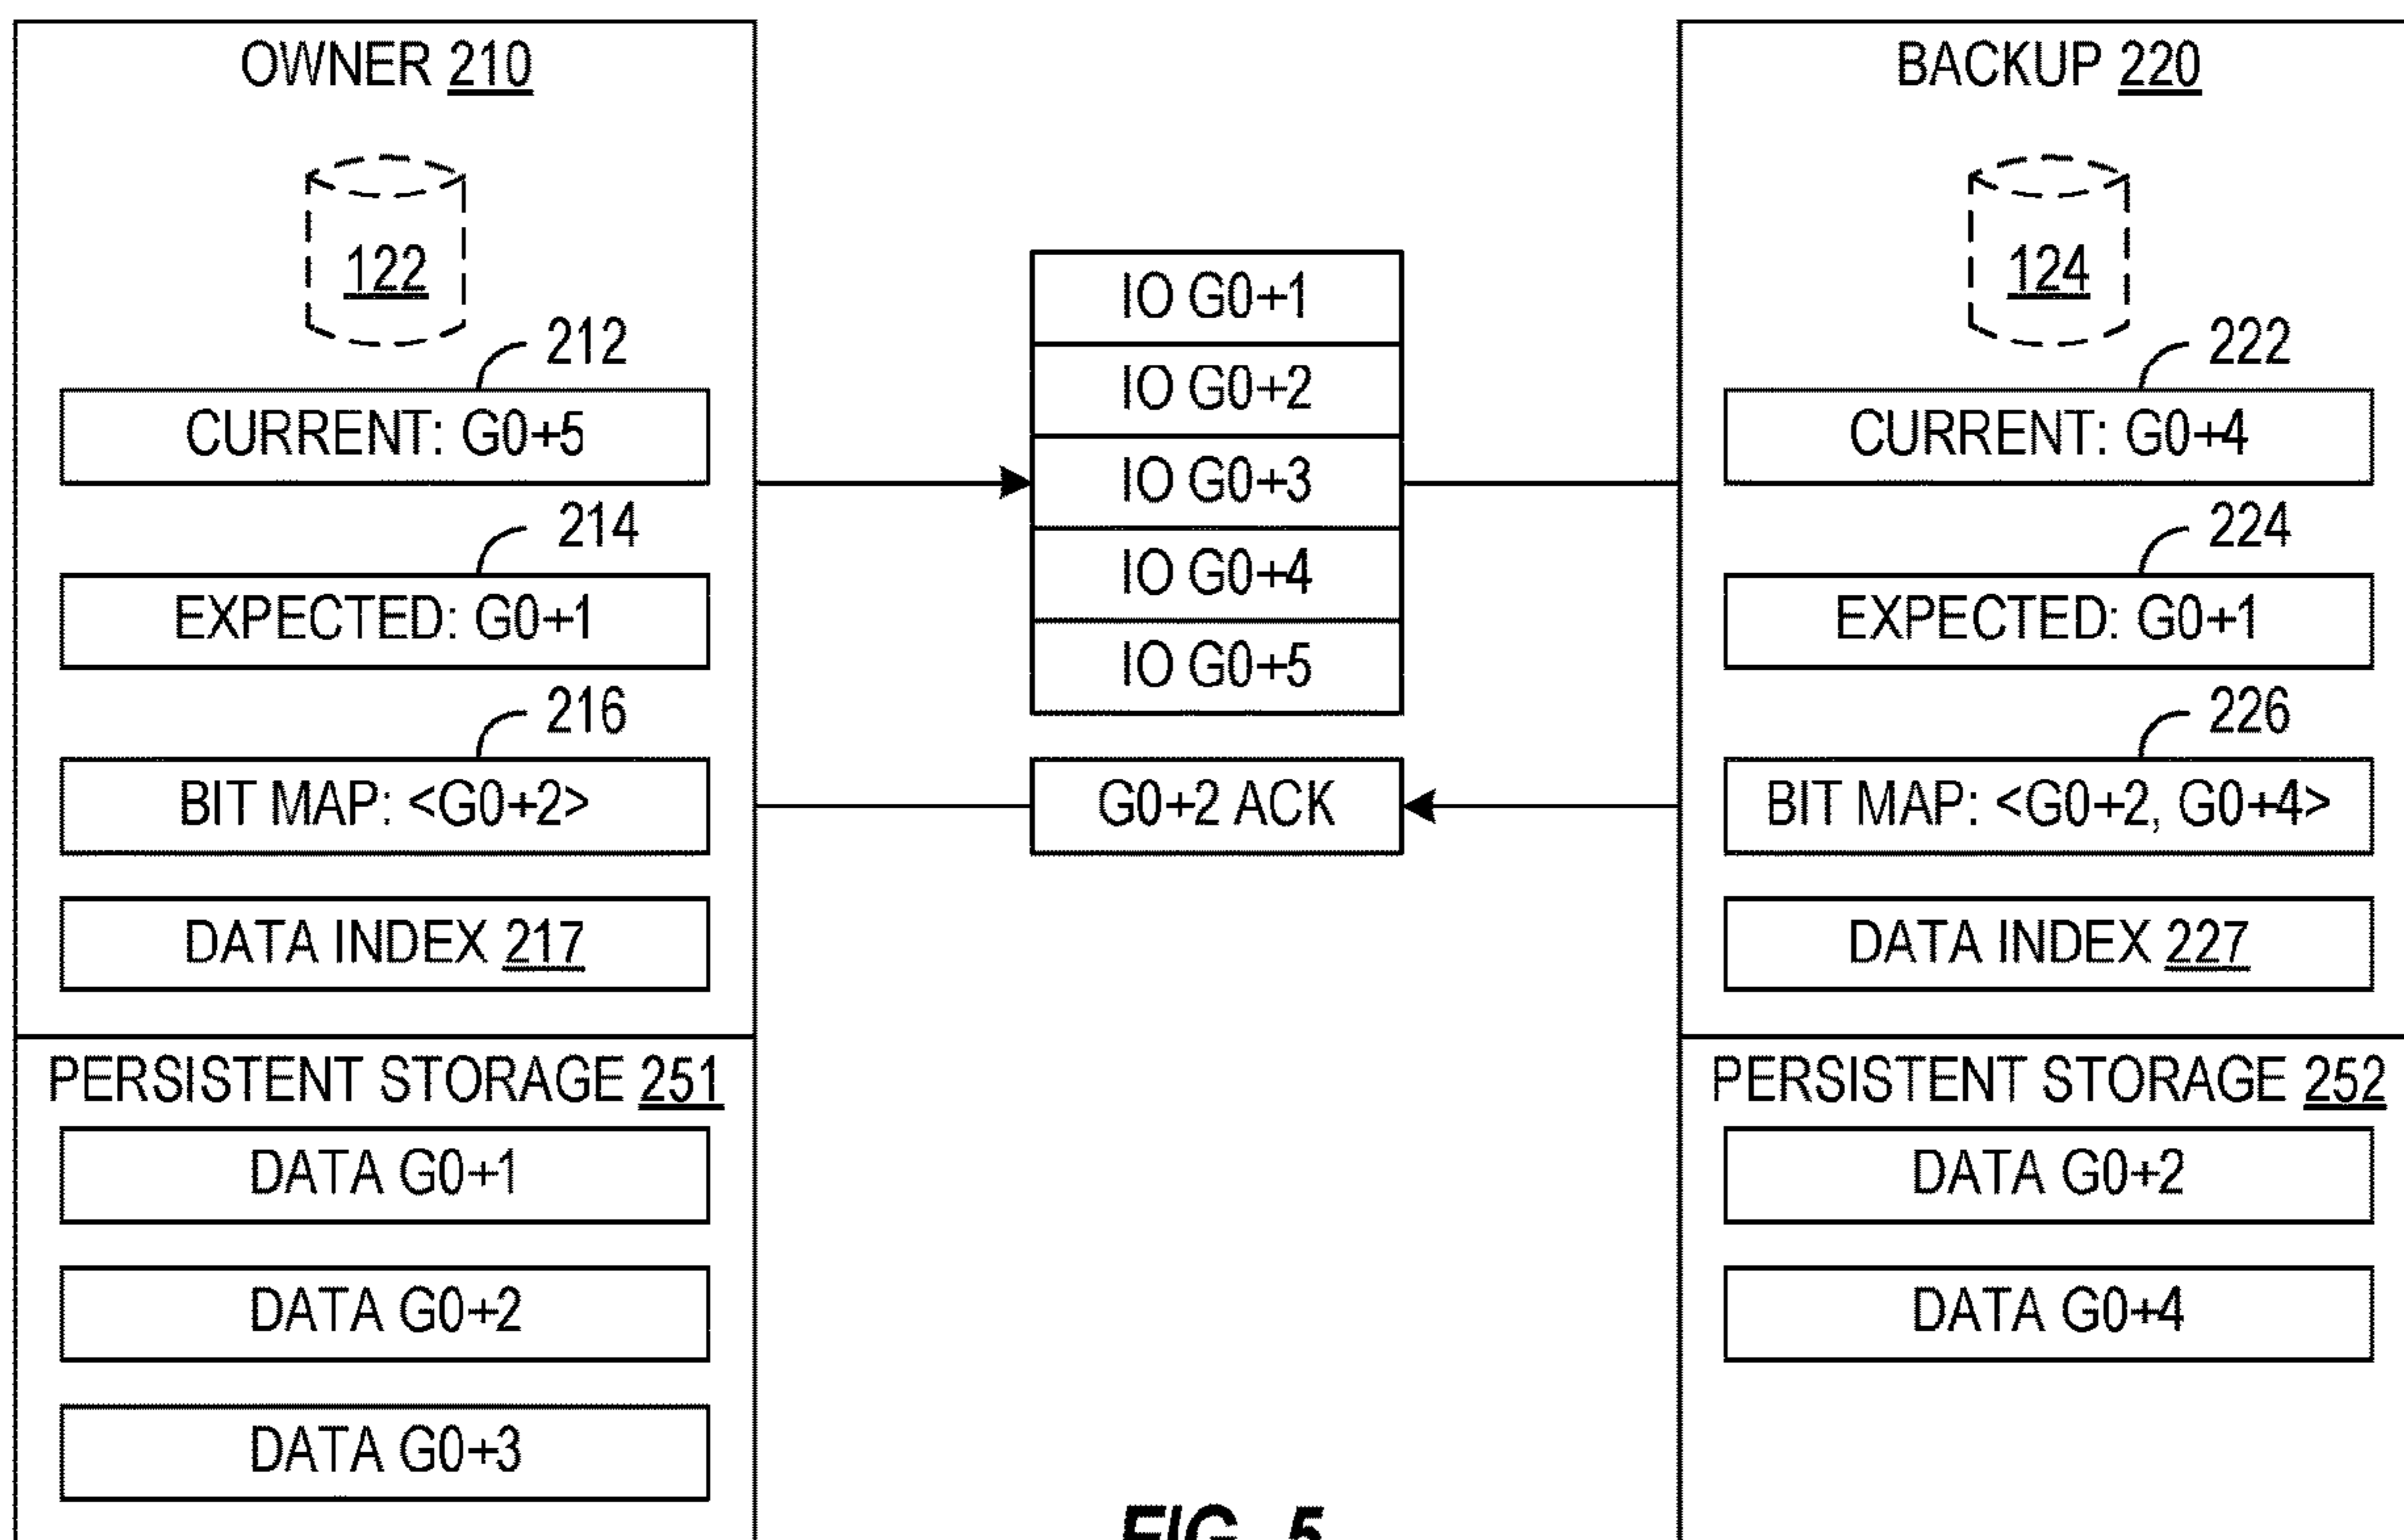 OWNER 210
122
212
CURRENT: G0+5
214
EXPECTED: G0+1
216
BIT MAP: <G0+2>
DATA INDEX 217
PERSISTENT STORAGE 251
DATA G0+1
DATA G0+2
DATA G0+3
IO G0+1
IO G0+2
IO G0+3
IO G0+4
IO G0+5
G0+2 ACK
BACKUP 220
124
222
CURRENT: G0+4
224
EXPECTED: G0+1
226
BIT MAP: <G0+2, G0+4>
DATA INDEX 227
PERSISTENT STORAGE 252
DATA G0+2
DATA G0+4
FIG. 5